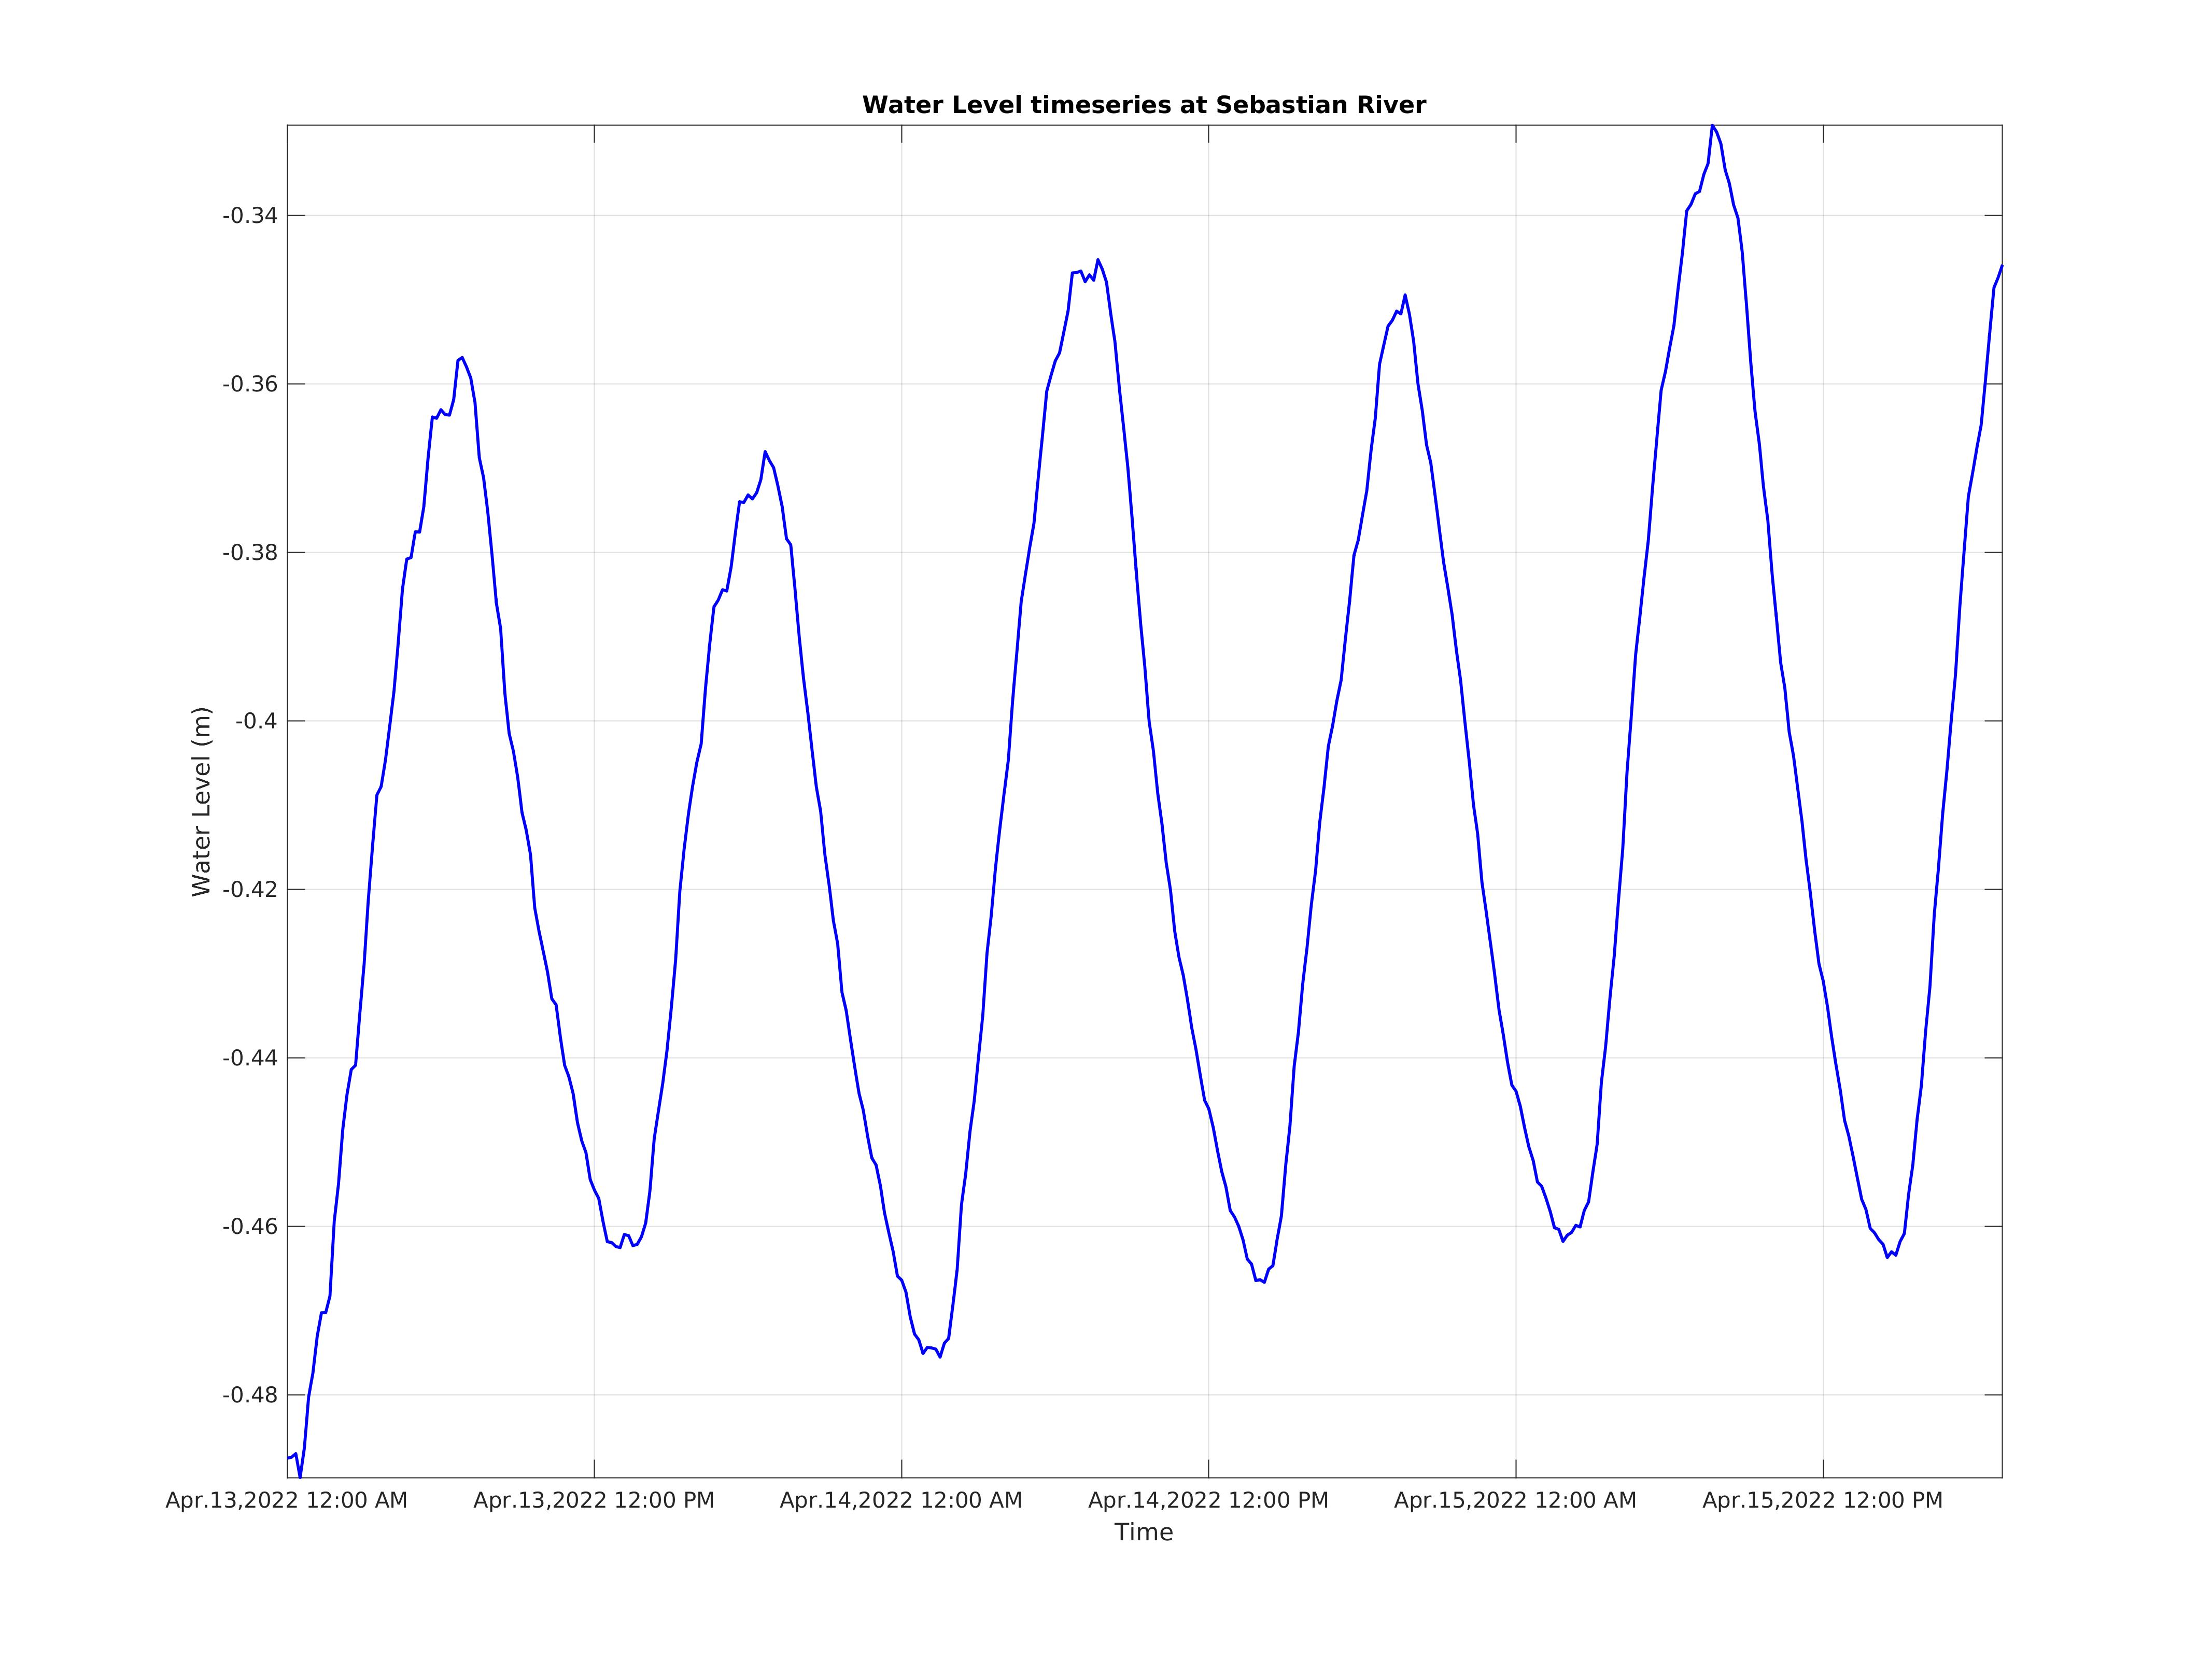 Water Level timeseries at Sebastian River
-0.34
-0.36
-0.38
-0.4
-0.42
-0.44
-0.46
-0.48
Water Level (m)
Apr.13,2022 12:00 AM
Apr.13,2022 12:00 PM
Apr.14,2022 12:00 AM
Apr.14,2022 12:00 PM
Apr.15,2022 12:00 AM
Apr.15,2022 12:00 PM
Time